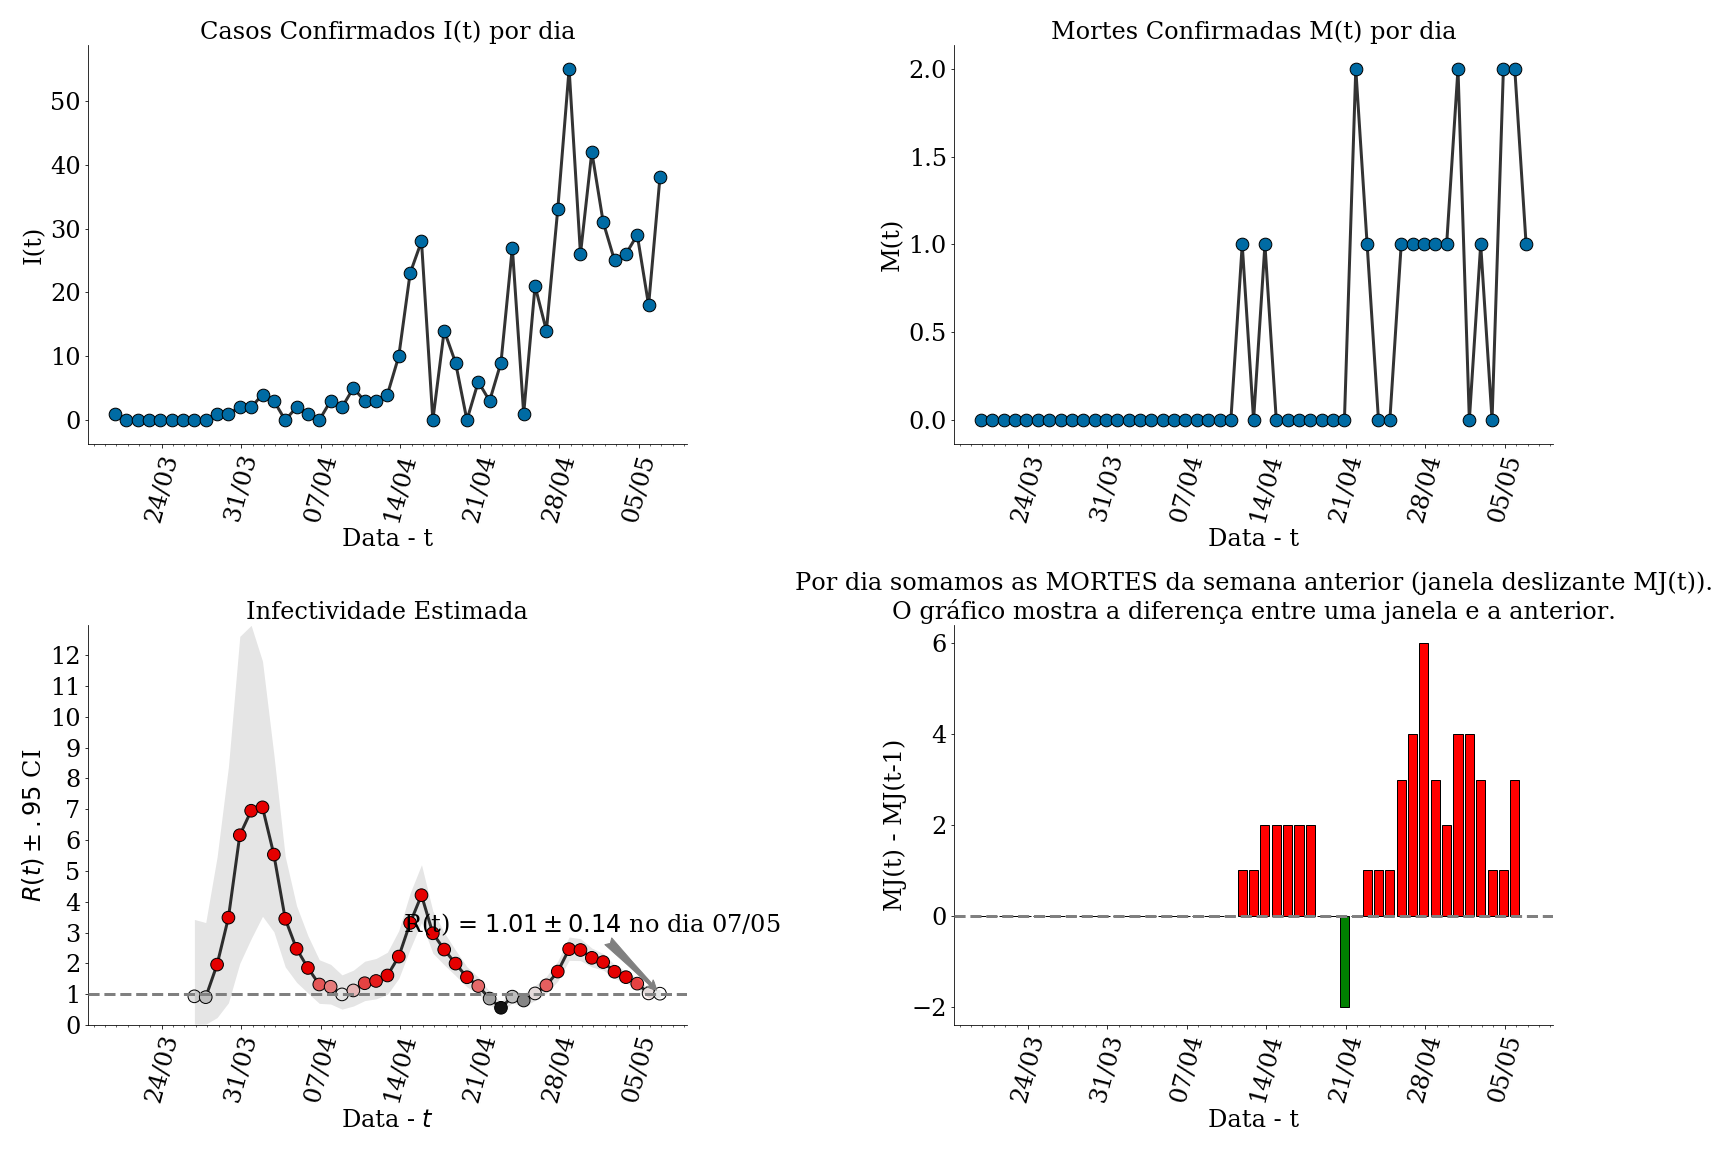 Casos Confirmados I(t) por dia
I(t)
50
40
30
20
10
0
24/03 31/03 07/04 14/04 21/04 28/04 05/05
Data - t
Mortes Confirmadas M(t) por dia
M(t)
2.0
1.5
1.0
0.5
0.0
24/03 31/03 07/04 14/04 21/04 28/04 05/05
Data - t
Infectividade Estimada
R(t) ± .95 CI
12
11
10
9
8
7
6
5
4
3
2
1
0
R(t) = 1.01 ± 0.14 no dia 07/05
24/03 31/03 07/04 14/04 21/04 28/04 05/05
Data - t
Por dia somamos as MORTES da semana anterior (janela deslizante MJ(t)).
O gráfico mostra a diferença entre uma janela e a anterior.
MJ(t) - MJ(t-1)
6
4
2
0
−2
24/03 31/03 07/04 14/04 21/04 28/04 05/05
Data - t